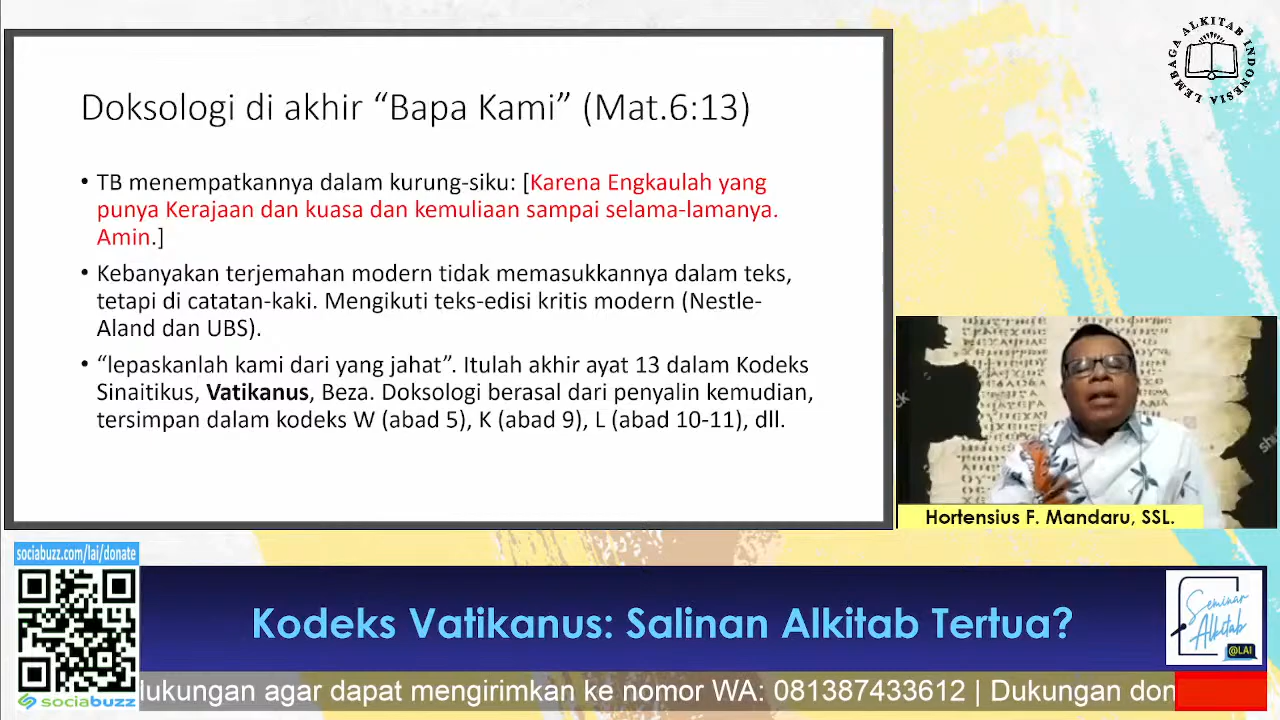 Doksologi di akhir “Bapa Kami” (Mat.6:13)
• TB menempatkannya dalam kurung-siku: [Karena Engkaulah yang
punya Kerajaan dan kuasa dan kemuliaan sampai selama-lamanya.
Amin.]
• Kebanyakan terjemahan modern tidak memasukkannya dalam teks,
tetapi di catatan-kaki. Mengikuti teks-edisi kritis modern (Nestle-
Aland dan UBS).
• “lepaskanlah kami dari yang jahat”. Itulah akhir ayat 13 dalam Kodeks
Sinaitikus, Vatikanus, Beza. Doksologi berasal dari penyalin kemudian,
tersimpan dalam kodeks W (abad 5), K (abad 9), L (abad 10-11), dll.
LEMBAGA ALKITAB INDONESIA
Hortensius F. Mandaru, SSL.
sociabuzz.com/lai/donate
sociabuzz
Kodeks Vatikanus: Salinan Alkitab Tertua?
Seminar
Alkitab
@LAI
lukungan agar dapat mengirimkan ke nomor WA: 081387433612 | Dukungan don